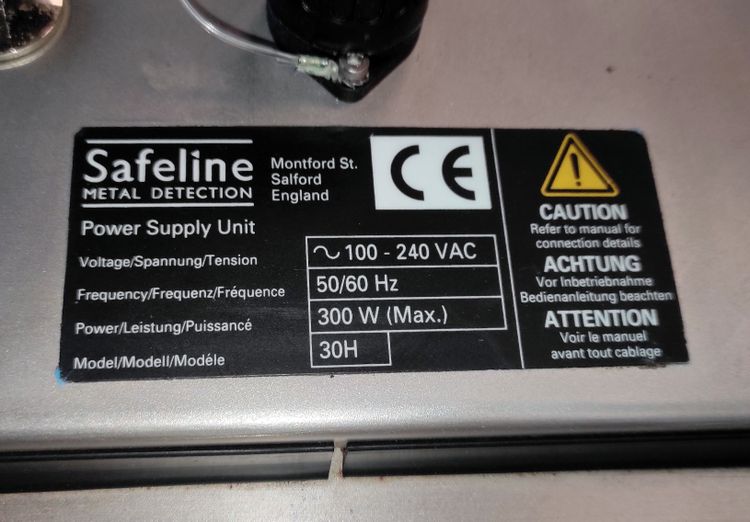 Safeline
METAL DETECTION
Montford St.
Salford
England
CE
Power Supply Unit
Voltage/Spannung/Tension ~ 100 - 240 VAC
Frequency/Frequenz/Fréquence 50/60 Hz
Power/Leistung/Puissancé 300 W (Max.)
Model/Modell/Modéle 30H
CAUTION
Refer to manual for
connection details
ACHTUNG
Vor Inbetriebnahme
Bedienanleitung beachten
ATTENTION
Voir le manuel
avant tout cablage